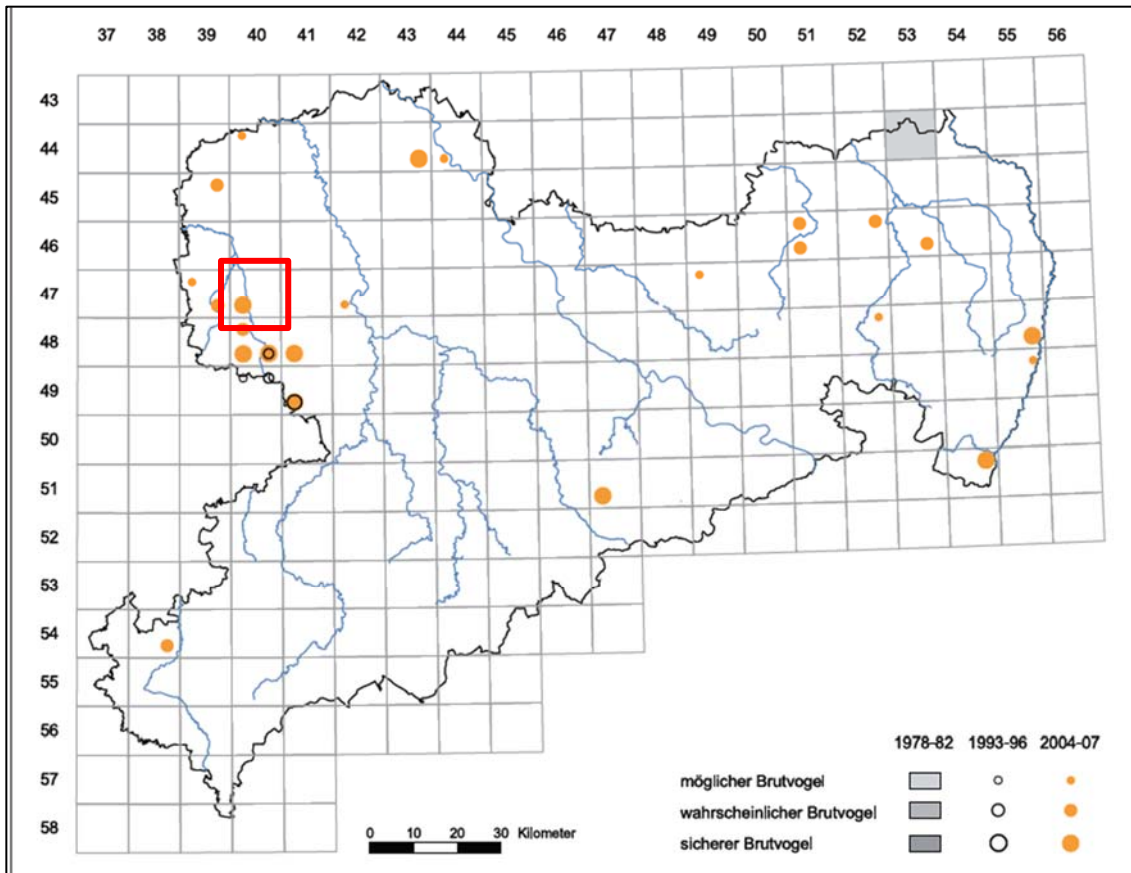 37 38 39 40 41 42 43 44 45 46 47 48 49 50 51 52 53 54 55 56
43
44
45
46
47
48
49
50
51
52
53
54
55
56
57
58
1978-82 1993-96 2004-07
möglicher Brutvogel
wahrscheinlicher Brutvogel
sicherer Brutvogel
0 10 20 30 Kilometer